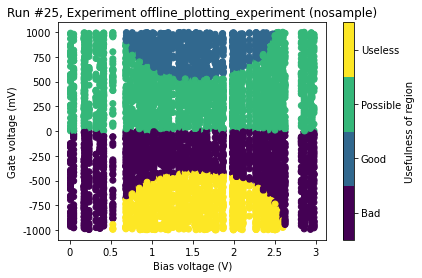 Run #25, Experiment offline_plotting_experiment (nosample)
1000
750
500
250
0
-250
-500
-750
-1000
Gate voltage (mV)
0 0.5 1 1.5 2 2.5 3
Bias voltage (V)
Useless
Possible
Good
Bad
Usefulness of region